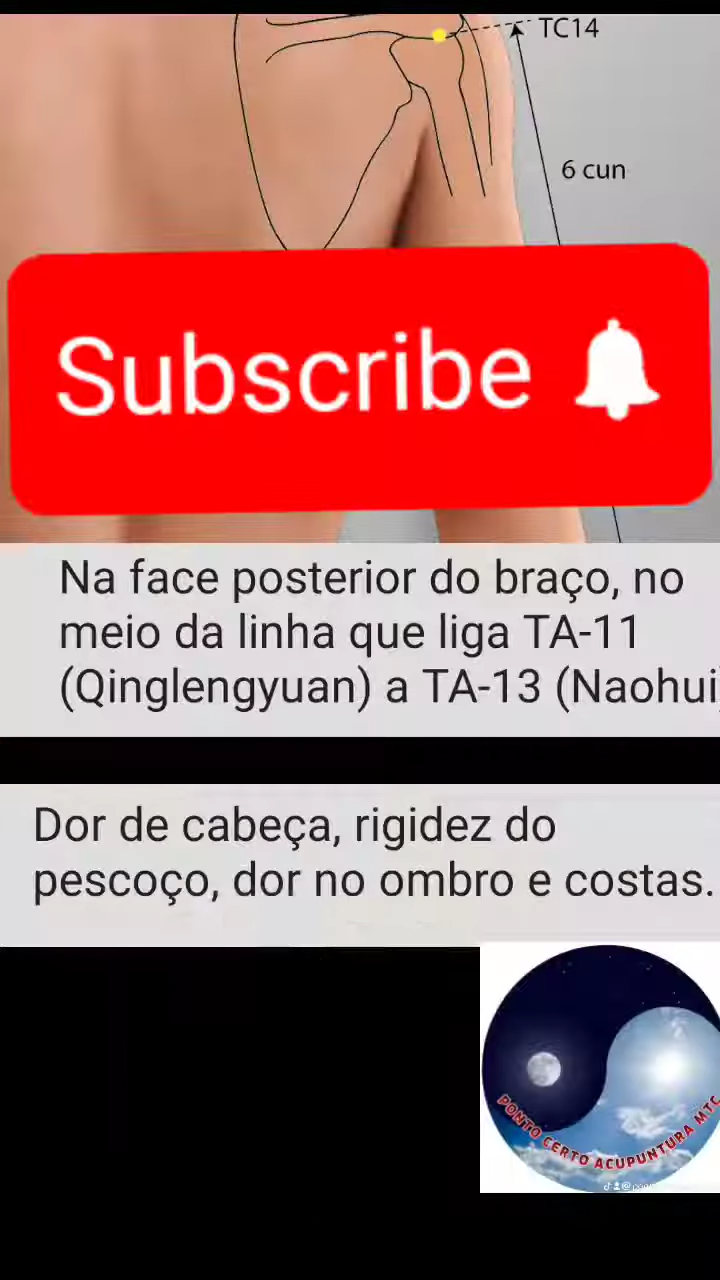 TC14
6 cun
Subscribe
Na face posterior do braço, no
meio da linha que liga TA-11
(Qinglengyuan) a TA-13 (Naohui)
Dor de cabeça, rigidez do
pescoço, dor no ombro e costas.
PONTO CERTO ACUPUNTURA MTC